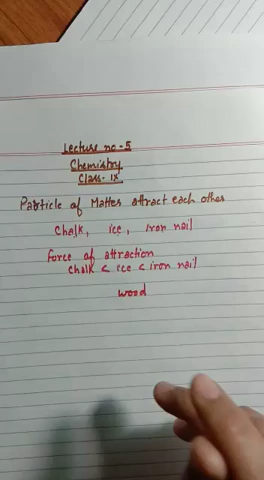 Lecture no-5
Chemistry
Class-IX
Particle of Matter attract each other
Chalk, ice, Iron nail
Force of attraction
Chalk < ice < iron nail
wood